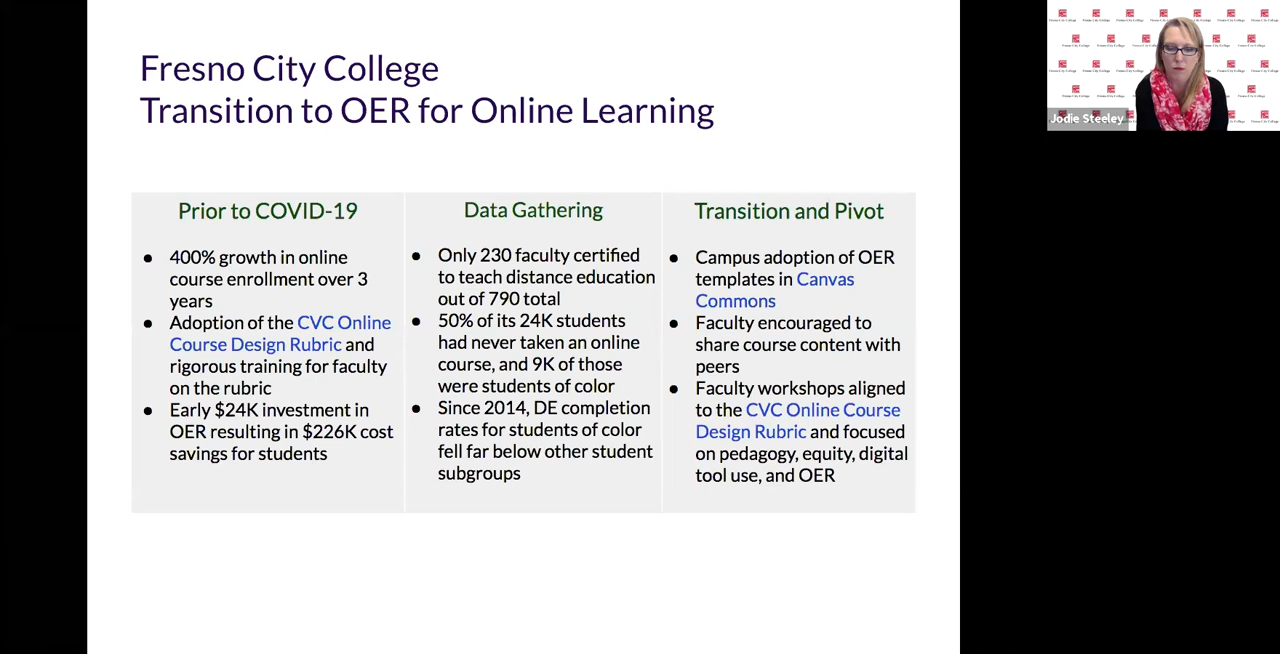 Fresno City College
Transition to OER for Online Learning
Prior to COVID-19
● 400% growth in online
course enrollment over 3
years
● Adoption of the CVC Online
Course Design Rubric and
rigorous training for faculty
on the rubric
● Early $24K investment in
OER resulting in $226K cost
savings for students
Data Gathering
● Only 230 faculty certified
to teach distance education
out of 790 total
● 50% of its 24K students
had never taken an online
course, and 9K of those
were students of color
● Since 2014, DE completion
rates for students of color
fell far below other student
subgroups
Transition and Pivot
● Campus adoption of OER
templates in Canvas
Commons
● Faculty encouraged to
share course content with
peers
● Faculty workshops aligned
to the CVC Online Course
Design Rubric and focused
on pedagogy, equity, digital
tool use, and OER
Fresno City College
Jodie Steeley